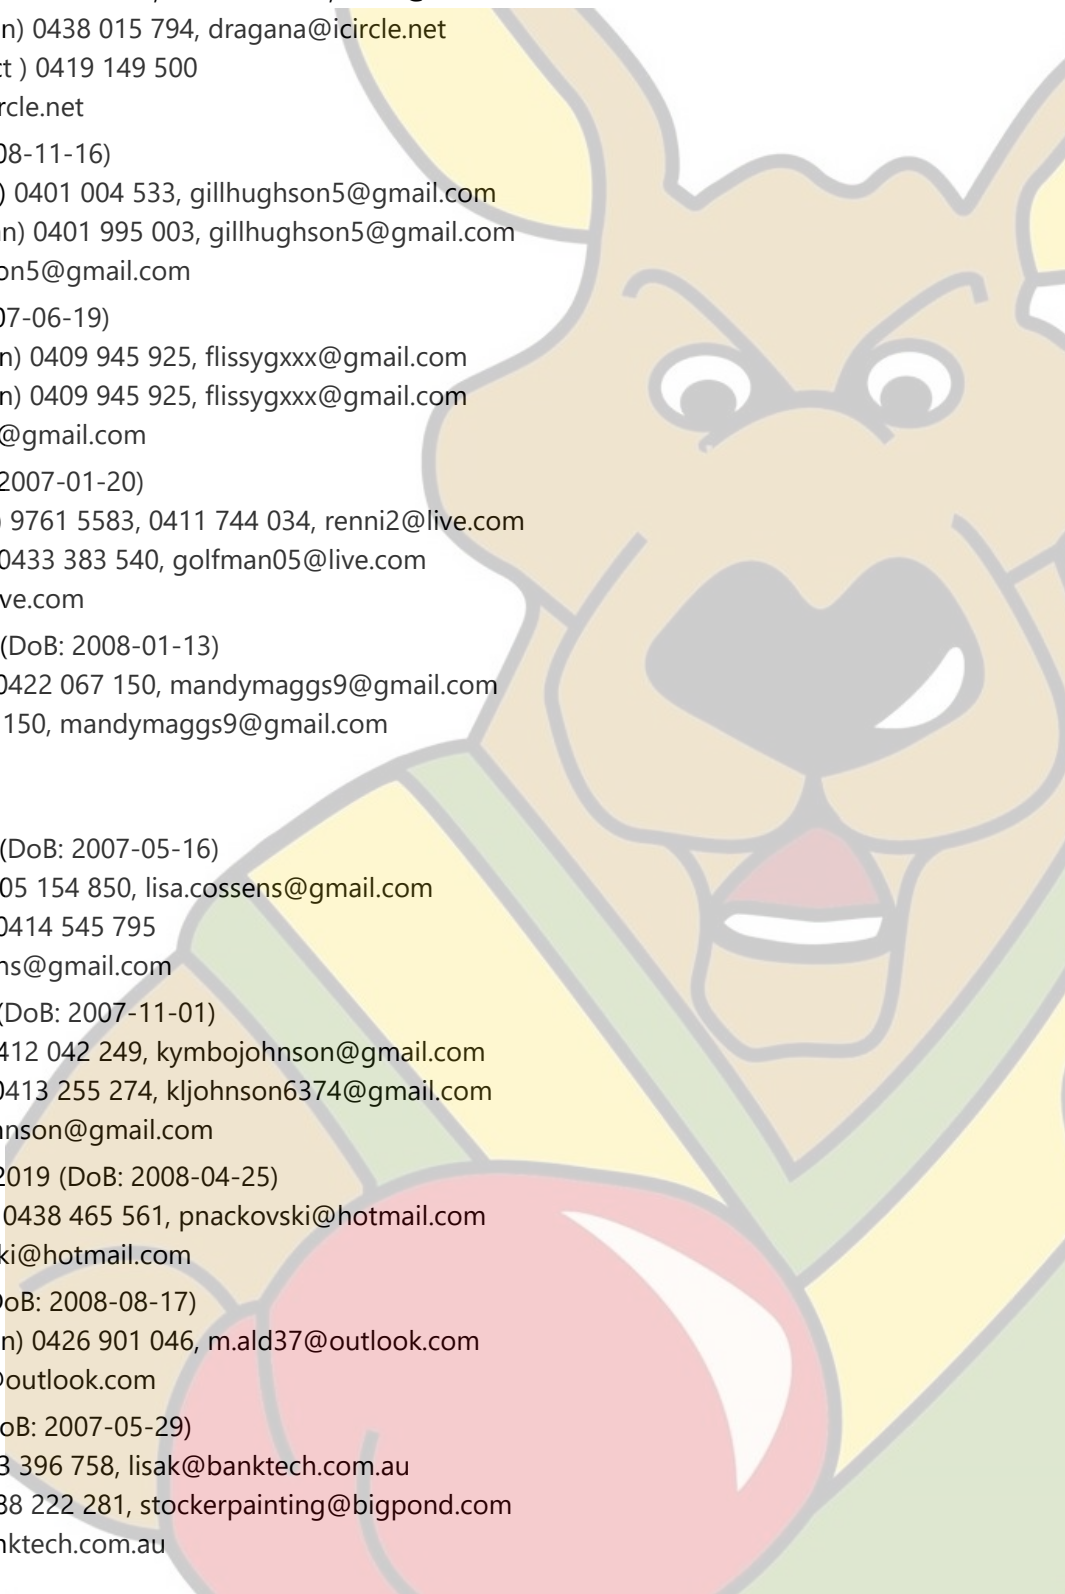 n) 0438 015 794, dragana@icircle.net
ct ) 0419 149 500
rcle.net
08-11-16)
) 0401 004 533, gillhughson5@gmail.com
an) 0401 995 003, gillhughson5@gmail.com
on5@gmail.com
07-06-19)
n) 0409 945 925, flissygxxx@gmail.com
n) 0409 945 925, flissygxxx@gmail.com
@gmail.com
2007-01-20)
) 9761 5583, 0411 744 034, renni2@live.com
0433 383 540, golfman05@live.com
ve.com
(DoB: 2008-01-13)
0422 067 150, mandymaggs9@gmail.com
150, mandymaggs9@gmail.com
(DoB: 2007-05-16)
05 154 850, lisa.cossens@gmail.com
0414 545 795
ns@gmail.com
(DoB: 2007-11-01)
412 042 249, kymbojohnson@gmail.com
0413 255 274, kljohnson6374@gmail.com
hnson@gmail.com
2019 (DoB: 2008-04-25)
0438 465 561, pnackovski@hotmail.com
ki@hotmail.com
DoB: 2008-08-17)
n) 0426 901 046, m.ald37@outlook.com
@outlook.com
oB: 2007-05-29)
3 396 758, lisak@banktech.com.au
38 222 281, stockerpainting@bigpond.com
nktech.com.au